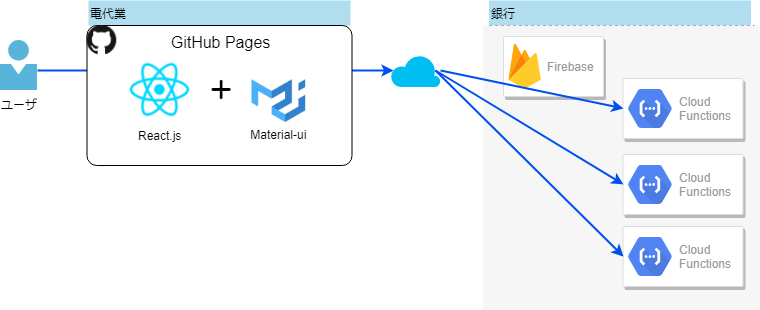 電代業
銀行
GitHub Pages
React.js
Material-ui
ユーザ
Firebase
Cloud
Functions
Cloud
Functions
Cloud
Functions